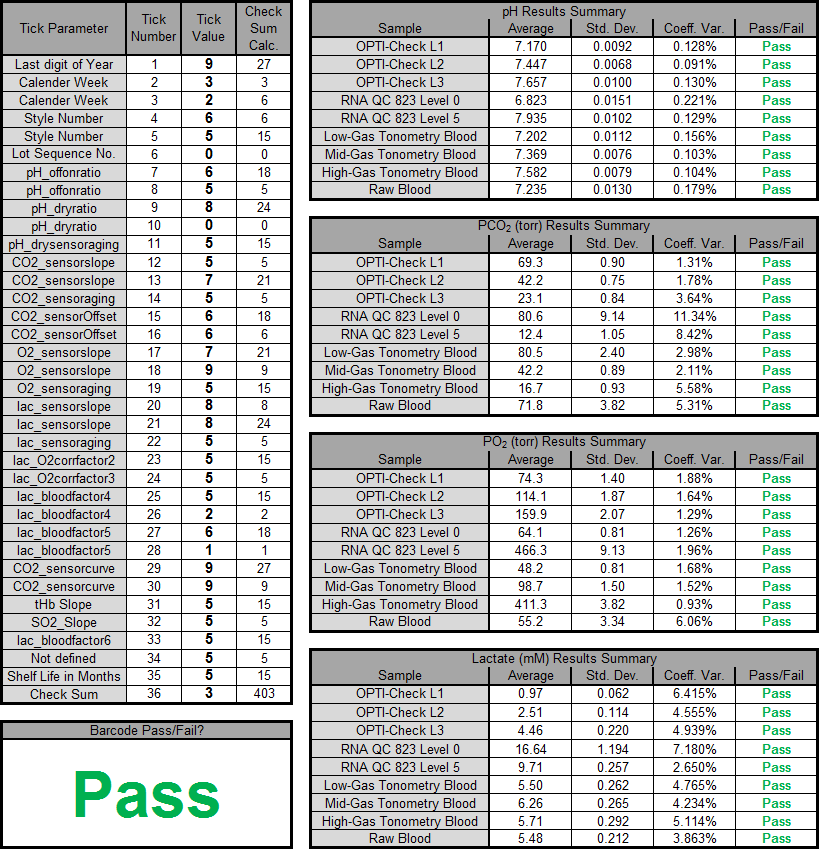 Tick Parameter Tick Number Tick Value Check Sum Calc.
Last digit of Year 1 9 27
Calender Week 2 3 3
Calender Week 3 2 6
Style Number 4 6 6
Style Number 5 5 15
Lot Sequence No. 6 0 0
pH_offonratio 7 6 18
pH_offonratio 8 5 5
pH_dryratio 9 8 24
pH_dryratio 10 0 0
pH_drysensoraging 11 5 15
CO2_sensorslope 12 5 5
CO2_sensorslope 13 7 21
CO2_sensoraging 14 5 5
CO2_sensorOffset 15 6 18
CO2_sensorOffset 16 6 6
O2_sensorslope 17 7 21
O2_sensorslope 18 9 9
O2_sensoraging 19 5 15
lac_sensorslope 20 8 8
lac_sensorslope 21 8 24
lac_sensoraging 22 5 5
lac_O2corrfactor2 23 5 15
lac_O2corrfactor3 24 5 5
lac_bloodfactor4 25 5 15
lac_bloodfactor4 26 2 2
lac_bloodfactor5 27 6 18
lac_bloodfactor5 28 1 1
CO2_sensorcurve 29 9 27
CO2_sensorcurve 30 9 9
tHb Slope 31 5 15
SO2_Slope 32 5 5
lac_bloodfactor6 33 5 15
Not defined 34 5 5
Shelf Life in Months 35 5 15
Check Sum 36 3 403
Barcode Pass/Fail?
Pass
pH Results Summary
Sample Average Std. Dev. Coeff. Var. Pass/Fail
OPTI-Check L1 7.170 0.0092 0.128% Pass
OPTI-Check L2 7.447 0.0068 0.091% Pass
OPTI-Check L3 7.657 0.0100 0.130% Pass
RNA QC 823 Level 0 6.823 0.0151 0.221% Pass
RNA QC 823 Level 5 7.935 0.0102 0.129% Pass
Low-Gas Tonometry Blood 7.202 0.0112 0.156% Pass
Mid-Gas Tonometry Blood 7.369 0.0076 0.103% Pass
High-Gas Tonometry Blood 7.582 0.0079 0.104% Pass
Raw Blood 7.235 0.0130 0.179% Pass
PCO₂ (torr) Results Summary
Sample Average Std. Dev. Coeff. Var. Pass/Fail
OPTI-Check L1 69.3 0.90 1.31% Pass
OPTI-Check L2 42.2 0.75 1.78% Pass
OPTI-Check L3 23.1 0.84 3.64% Pass
RNA QC 823 Level 0 80.6 9.14 11.34% Pass
RNA QC 823 Level 5 12.4 1.05 8.42% Pass
Low-Gas Tonometry Blood 80.5 2.40 2.98% Pass
Mid-Gas Tonometry Blood 42.2 0.89 2.11% Pass
High-Gas Tonometry Blood 16.7 0.93 5.58% Pass
Raw Blood 71.8 3.82 5.31% Pass
PO₂ (torr) Results Summary
Sample Average Std. Dev. Coeff. Var. Pass/Fail
OPTI-Check L1 74.3 1.40 1.88% Pass
OPTI-Check L2 114.1 1.87 1.64% Pass
OPTI-Check L3 159.9 2.07 1.29% Pass
RNA QC 823 Level 0 64.1 0.81 1.26% Pass
RNA QC 823 Level 5 466.3 9.13 1.96% Pass
Low-Gas Tonometry Blood 48.2 0.81 1.68% Pass
Mid-Gas Tonometry Blood 98.7 1.50 1.52% Pass
High-Gas Tonometry Blood 411.3 3.82 0.93% Pass
Raw Blood 55.2 3.34 6.06% Pass
Lactate (mM) Results Summary
Sample Average Std. Dev. Coeff. Var. Pass/Fail
OPTI-Check L1 0.97 0.062 6.415% Pass
OPTI-Check L2 2.51 0.114 4.555% Pass
OPTI-Check L3 4.46 0.220 4.939% Pass
RNA QC 823 Level 0 16.64 1.194 7.180% Pass
RNA QC 823 Level 5 9.71 0.257 2.650% Pass
Low-Gas Tonometry Blood 5.50 0.262 4.765% Pass
Mid-Gas Tonometry Blood 6.26 0.265 4.234% Pass
High-Gas Tonometry Blood 5.71 0.292 5.114% Pass
Raw Blood 5.48 0.212 3.863% Pass